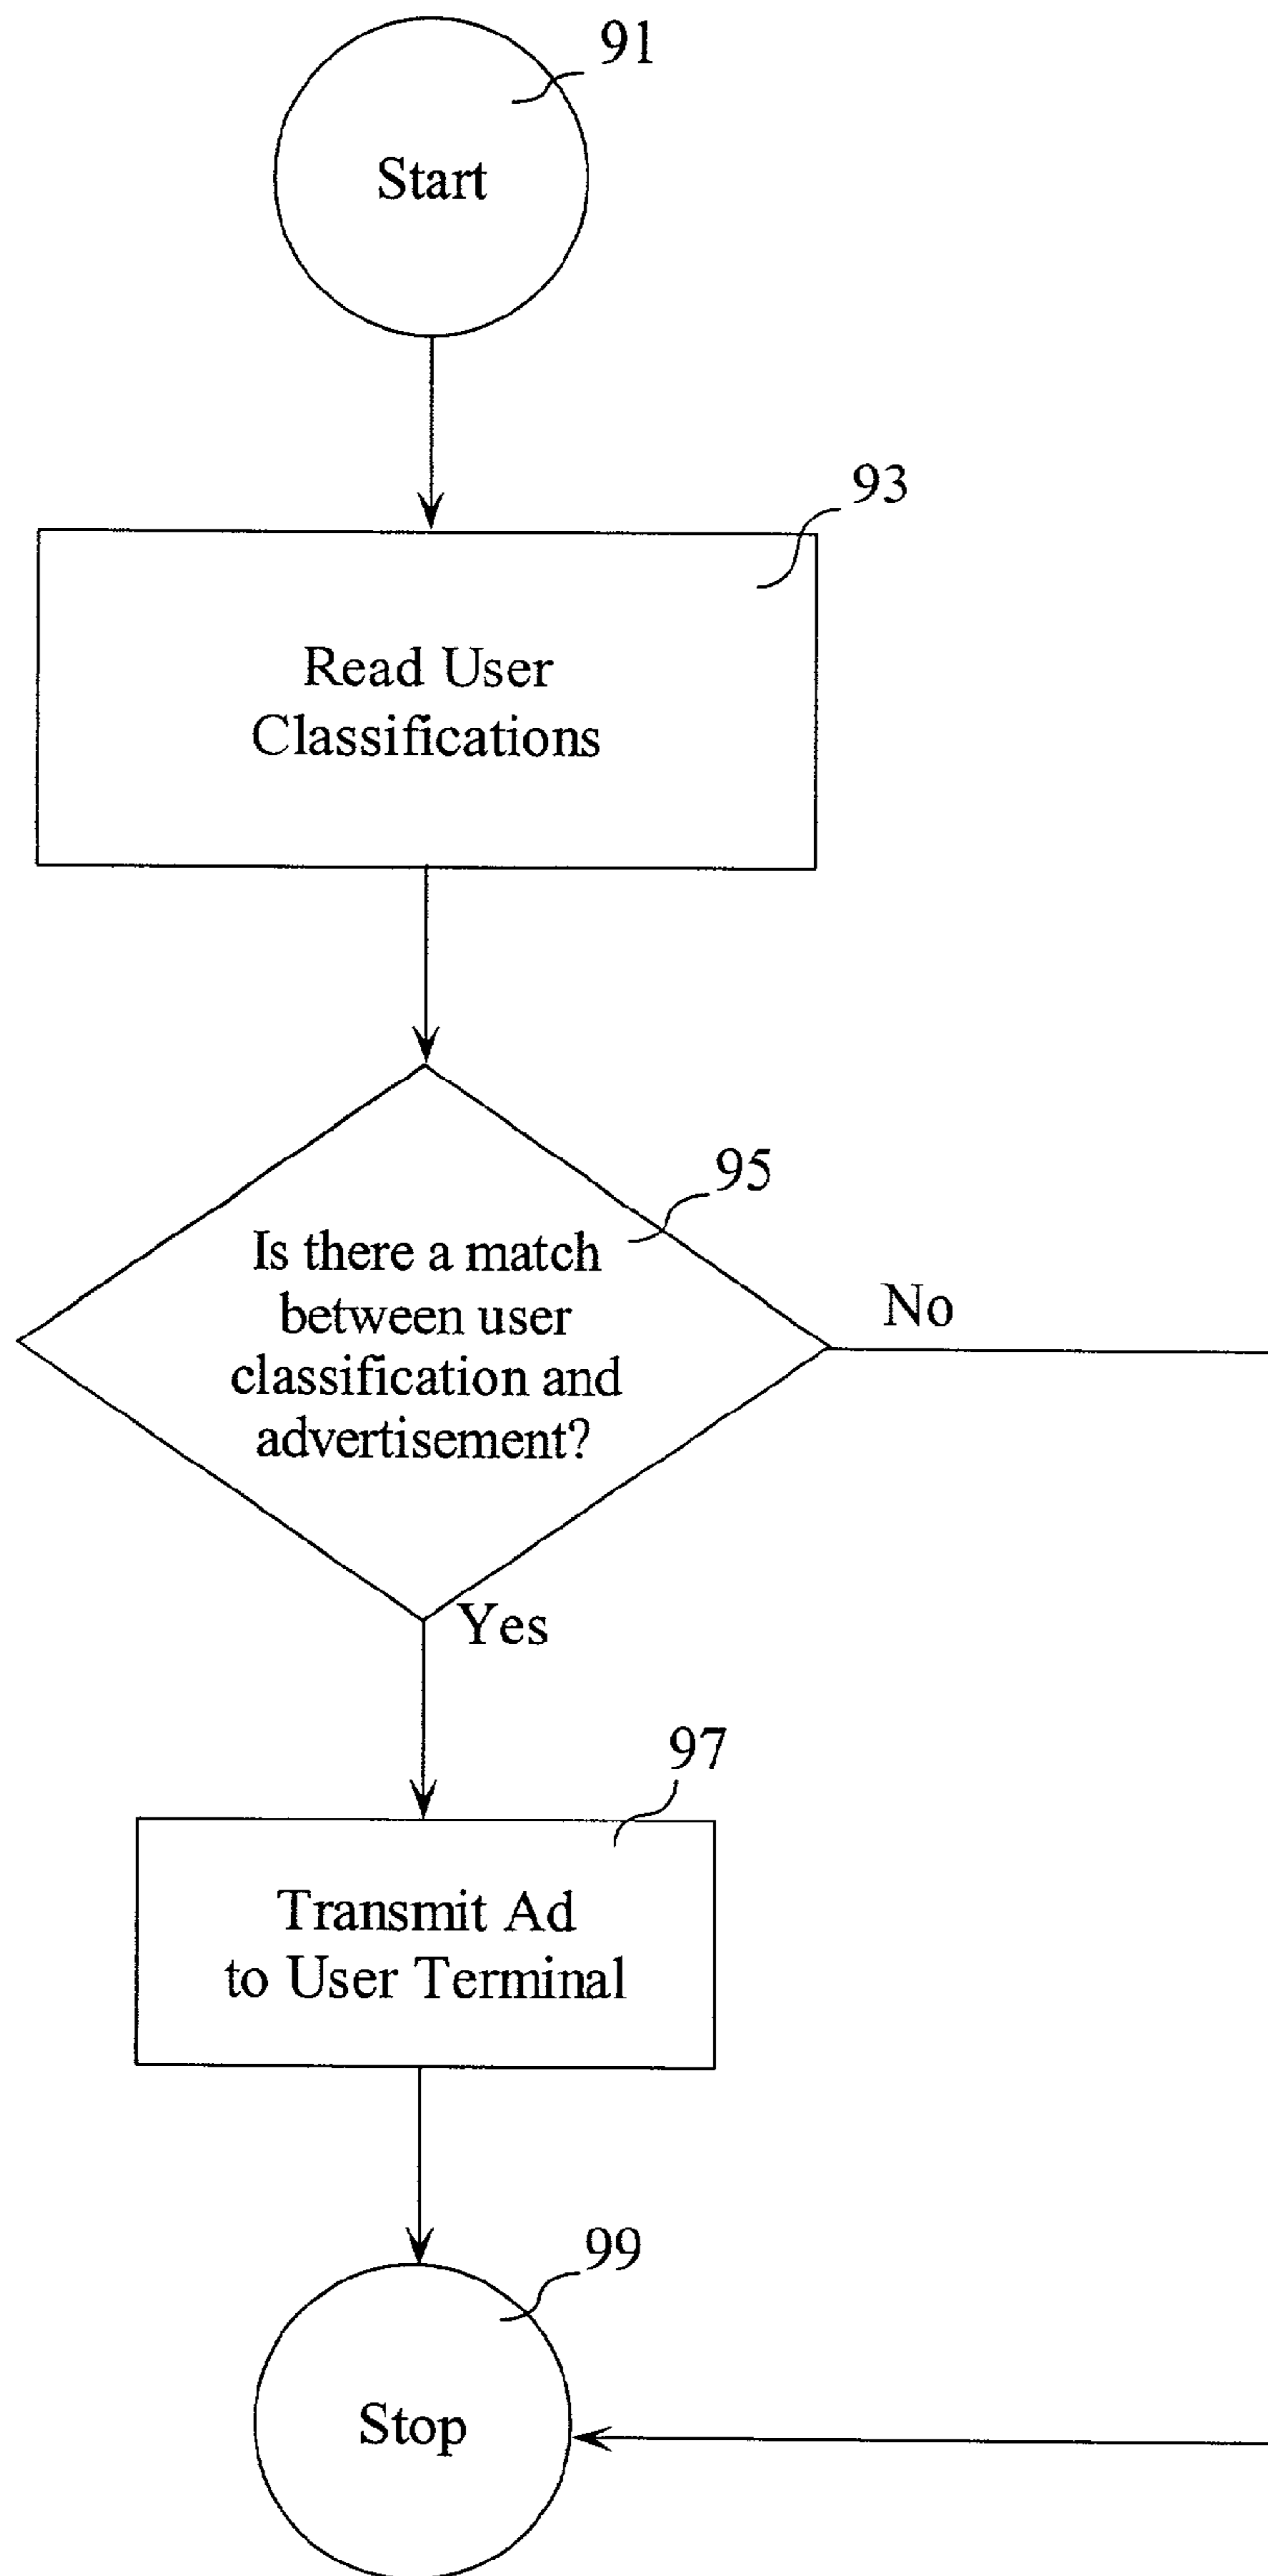 91
Start
93
Read User
Classifications
95
Is there a match
between user
classification and
advertisement?
No
Yes
97
Transmit Ad
to User Terminal
99
Stop